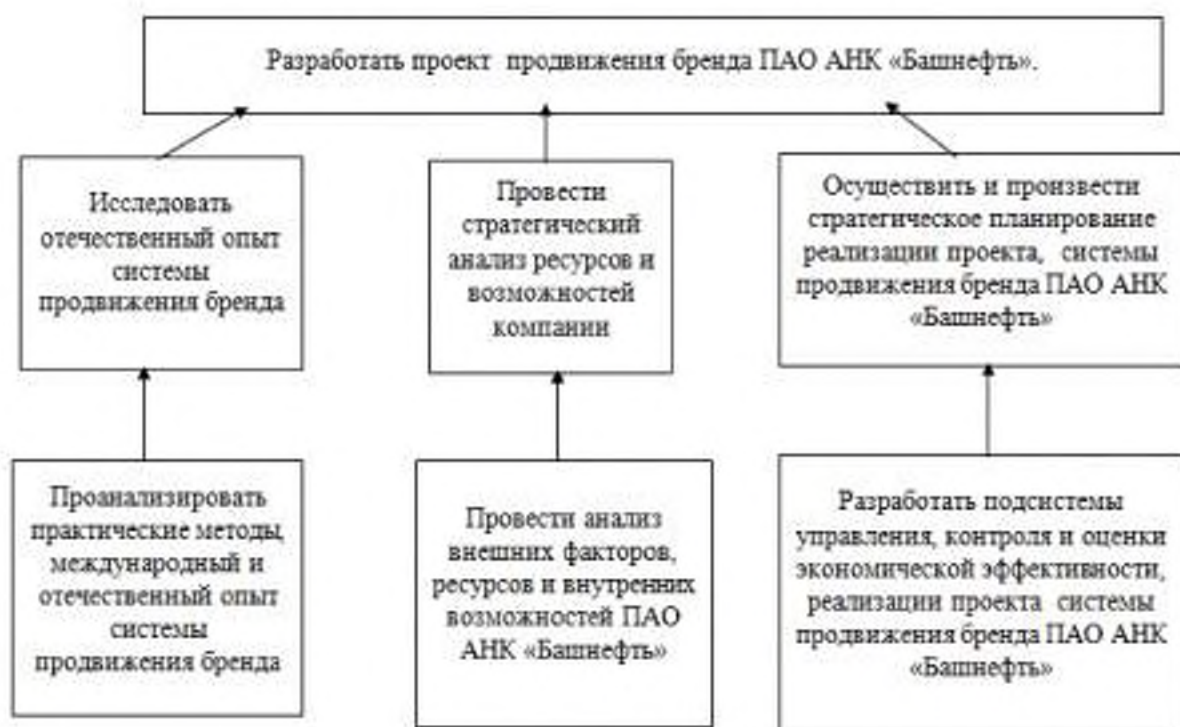 Разработать проект продвижения бренда ПАО АНК «Башнефть».
Исследовать
отечественный опыт
системы
продвижения бренда
Провести
стратегический
анализ ресурсов и
возможностей
компании
Осуществить и произвести
стратегическое планирование
реализации проекта, системы
продвижения бренда ПАО АНК
«Башнефть»
Проанализировать
практические методы,
международный и
отечественный опыт
системы
продвижения бренда
Провести анализ
внешних факторов,
ресурсов и внутренних
возможностей ПАО
АНК «Башнефть»
Разработать подсистемы
управления, контроля и оценки
экономической эффективности,
реализации проекта системы
продвижения бренда ПАО АНК
«Башнефть»